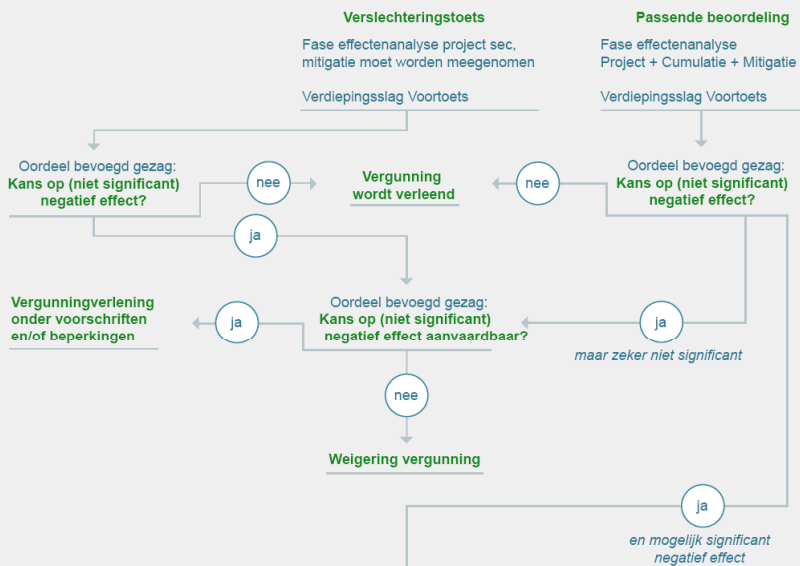 Verslechteringstoets
Fase effectenanalyse project sec,
mitigatie moet worden meegenomen
Verdiepingsslag Voortoets
Passende beoordeling
Fase effectenanalyse
Project + Cumulatie + Mitigatie
Verdiepingsslag Voortoets
Oordeel bevoegd gezag:
Kans op (niet significant)
negatief effect?
nee
Vergunning
wordt verleend
nee
Oordeel bevoegd gezag:
Kans op (niet significant)
negatief effect?
ja
Vergunningverlening
onder voorschriften
en/of beperkingen
ja
Oordeel bevoegd gezag:
Kans op (niet significant)
negatief effect aanvaardbaar?
ja
maar zeker niet significant
nee
Weigering vergunning
ja
en mogelijk significant
negatief effect